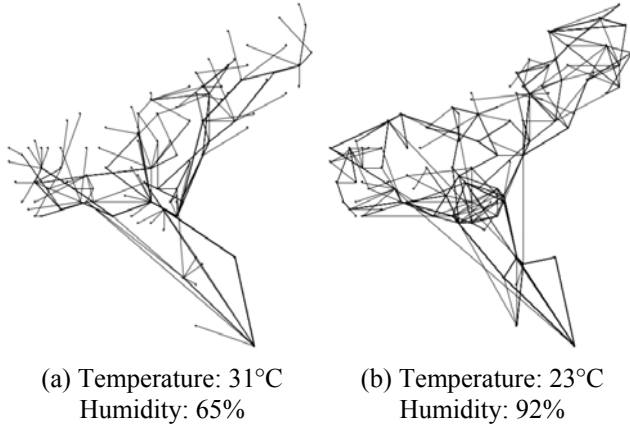 (a) Temperature: 31°C
Humidity: 65%
(b) Temperature: 23°C
Humidity: 92%